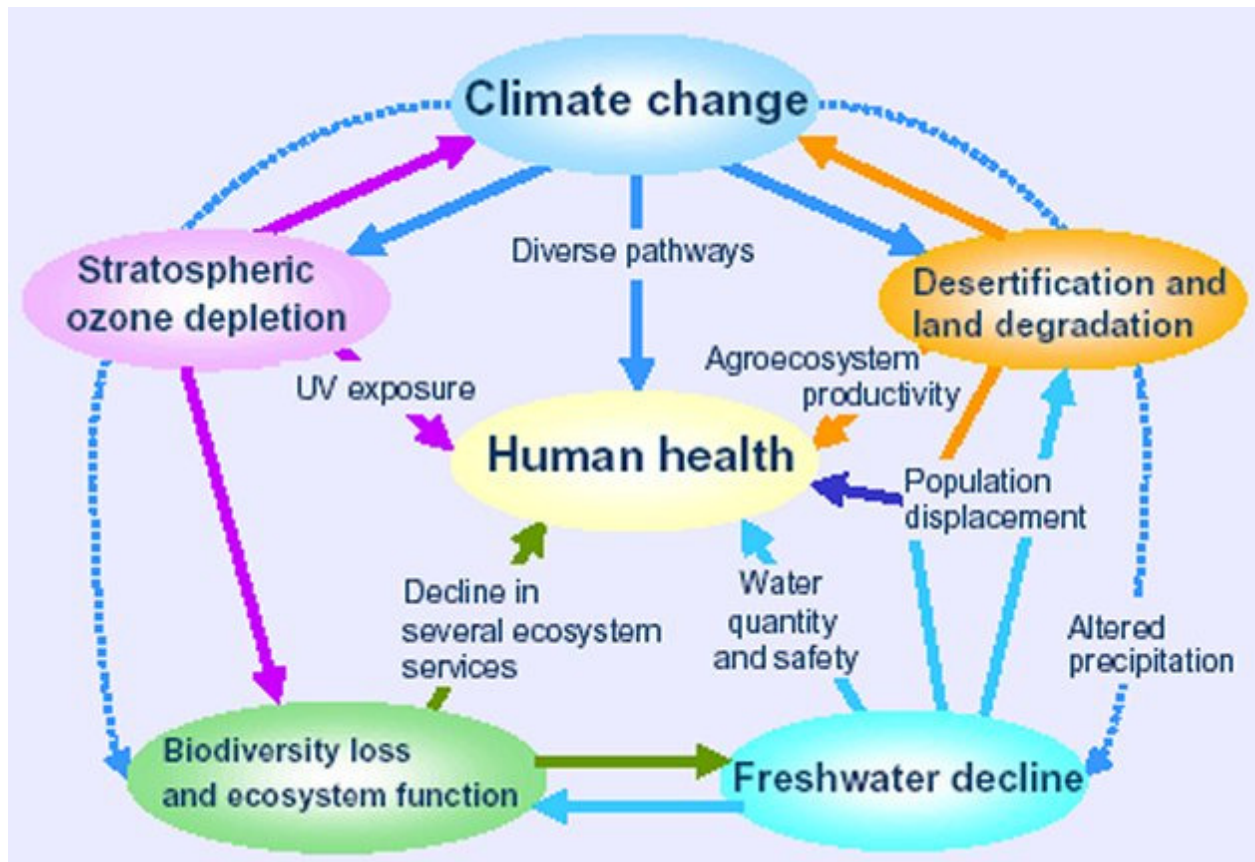 Climate change
Diverse pathways
Stratospheric
ozone depletion
Desertification and
land degradation
UV exposure
Agroecosystem
productivity
Human health
Population
displacement
Decline in
several ecosystem
services
Water
quantity
and safety
Altered
precipitation
Biodiversity loss
and ecosystem function
Freshwater decline